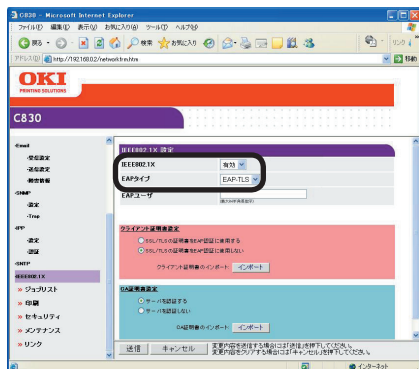 C830 - Microsoft Internet Explorer
ファイル(F) 編集(E) 表示(V) お気に入り(A) ツール(T) ヘルプ(H)
戻る 検索 お気に入り
アドレス(D) http://192.168.0.2/networkfrm.htm 移動
OKI
PRINTING SOLUTIONS
C830
-Email
-受信設定
-送信設定
-SNMP
-設定
-Trap
-IPP
-設定
-認証
-SNTP
-IEEE802.1X
» ジョブリスト
» 印刷
» セキュリティ
» メンテナンス
» リンク
IEEE802.1X 設定
IEEE802.1X 有効
EAPタイプ EAP-TLS
EAPユーザ
クライアント証明書設定
SSL/TLSの証明書をEAP認証に使用する
SSL/TLSの証明書をEAP認証に使用しない
クライアント証明書のインポート インポート
CA証明書設定
サーバを認証する
サーバを認証しない
CA証明書のインポート インポート
送信 キャンセル 変更内容を送信する場合には「送信」を押下してください。
変更内容をクリアする場合には「キャンセル」を押下してください。
インターネット